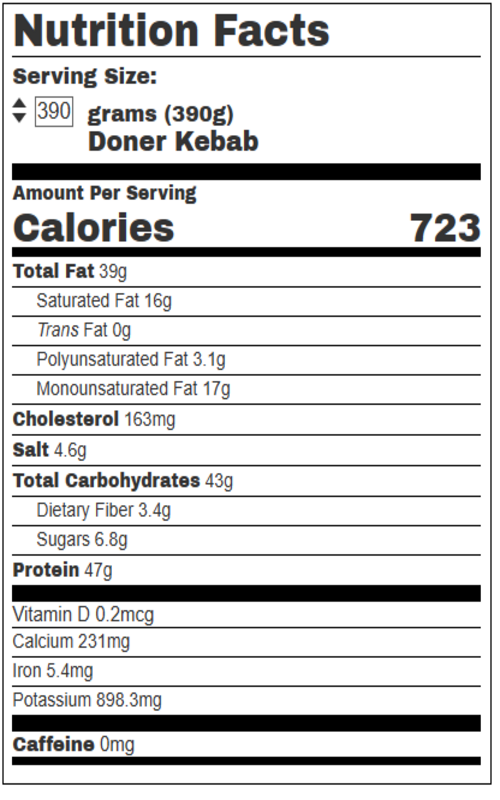 Nutrition Facts
Serving Size:
390 grams (390g)
Doner Kebab
Amount Per Serving
Calories 723
Total Fat 39g
Saturated Fat 16g
Trans Fat 0g
Polyunsaturated Fat 3.1g
Monounsaturated Fat 17g
Cholesterol 163mg
Salt 4.6g
Total Carbohydrates 43g
Dietary Fiber 3.4g
Sugars 6.8g
Protein 47g
Vitamin D 0.2mcg
Calcium 231mg
Iron 5.4mg
Potassium 898.3mg
Caffeine 0mg